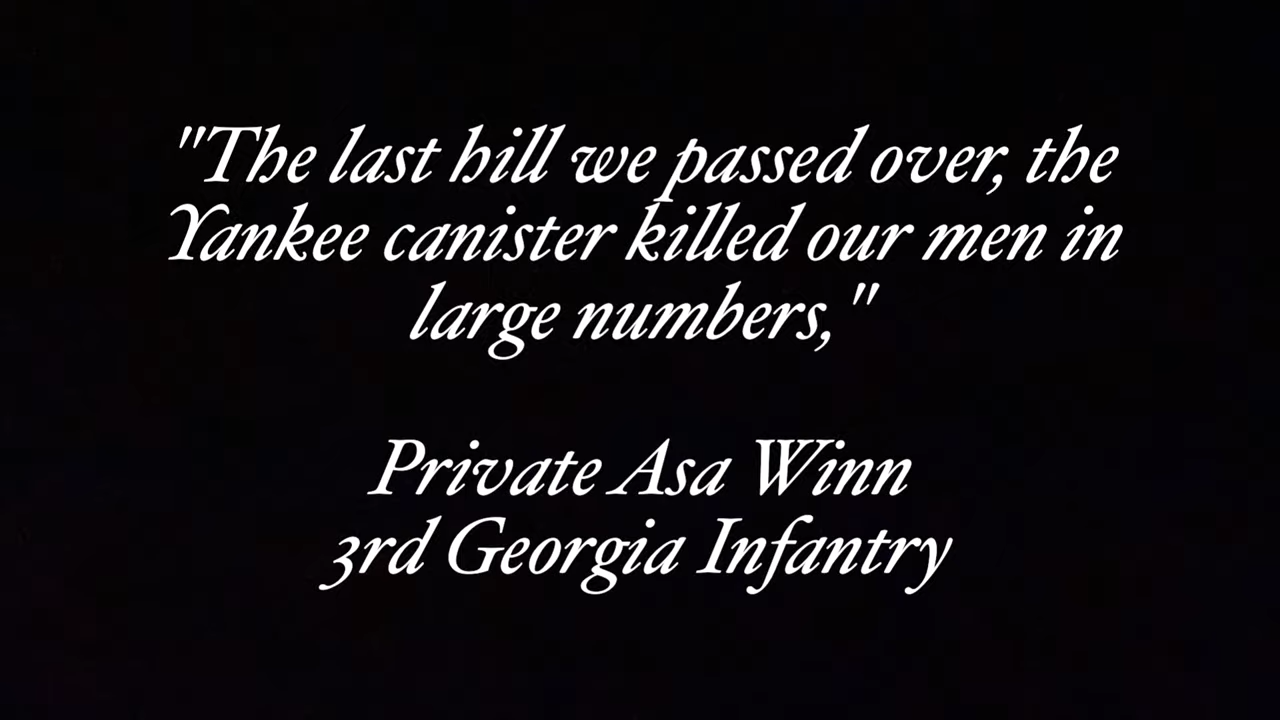 "The last hill we passed over, the
Yankee canister killed our men in
large numbers,"
Private Asa Winn
3rd Georgia Infantry